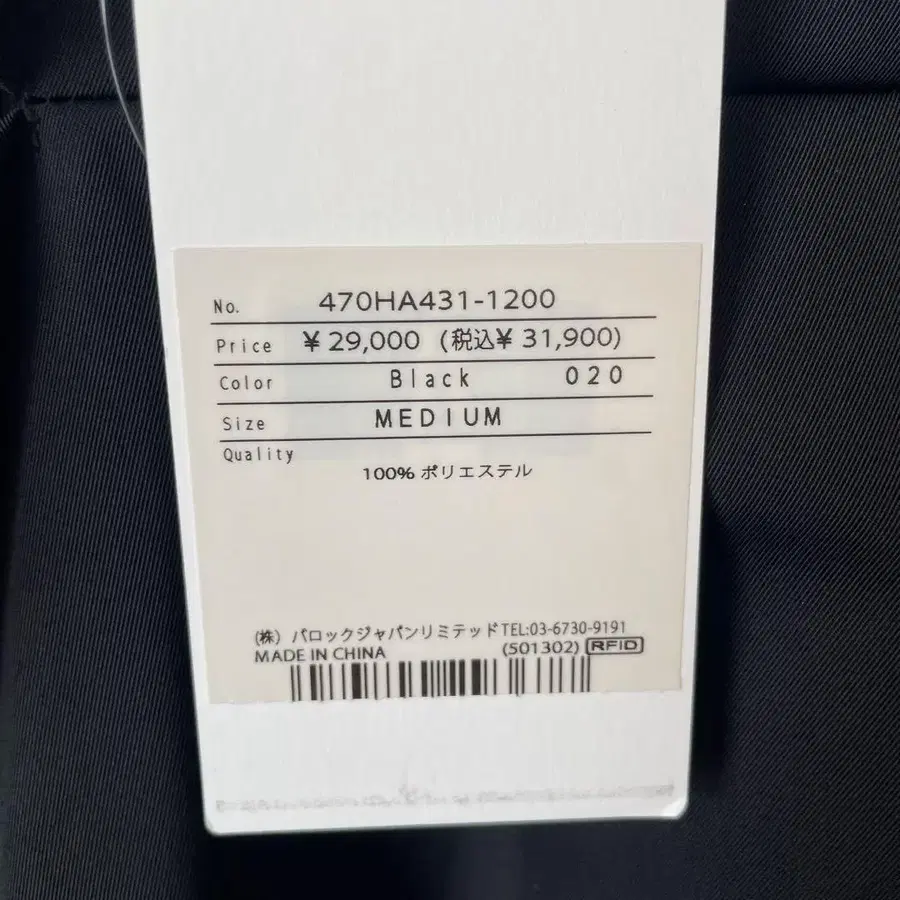 No. 470HA431-1200
Price ¥29,000 (税込¥ 31,900)
Color Black 020
Size MEDIUM
Quality
100% ポリエステル
(株) バロックジャパンリミテッド TEL:03-6730-9191
MADE IN CHINA (501302) RFID